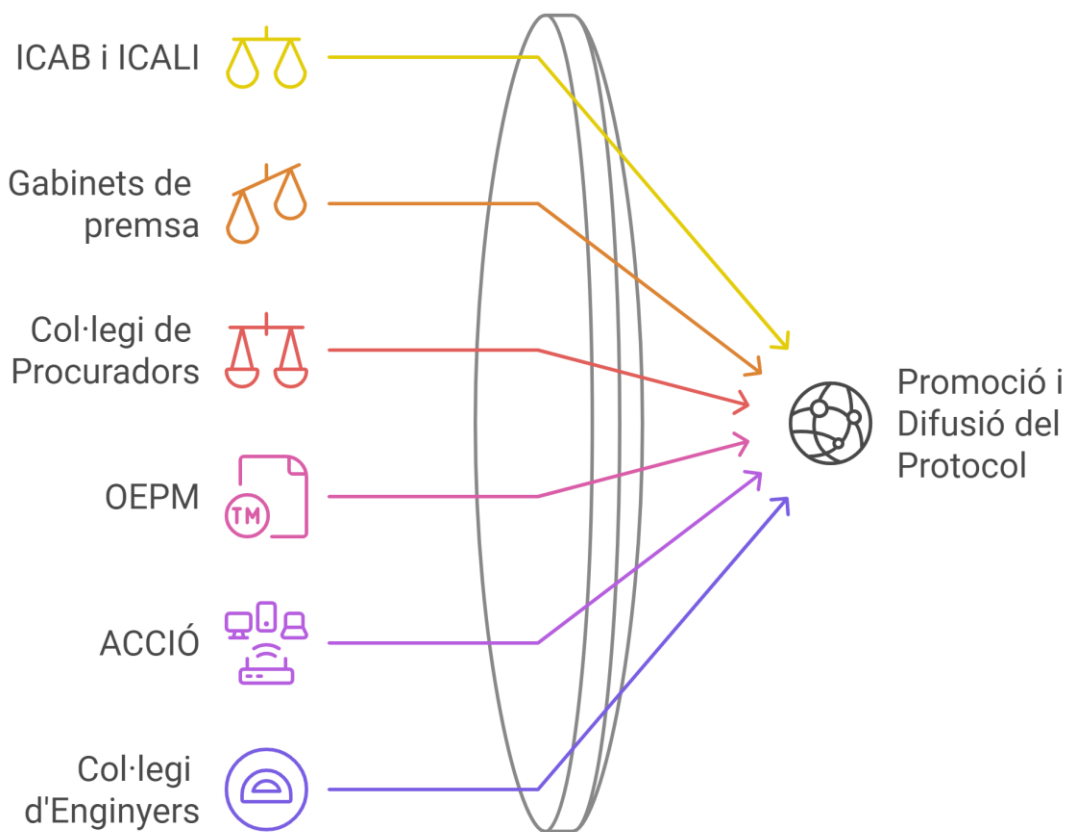 ICAB i ICALI
Gabinets de
premsa
Col·legi de
Procuradors
OEPM
TM
ACCIÓ
Col·legi
d'Enginyers
Promoció i
Difusió del
Protocol